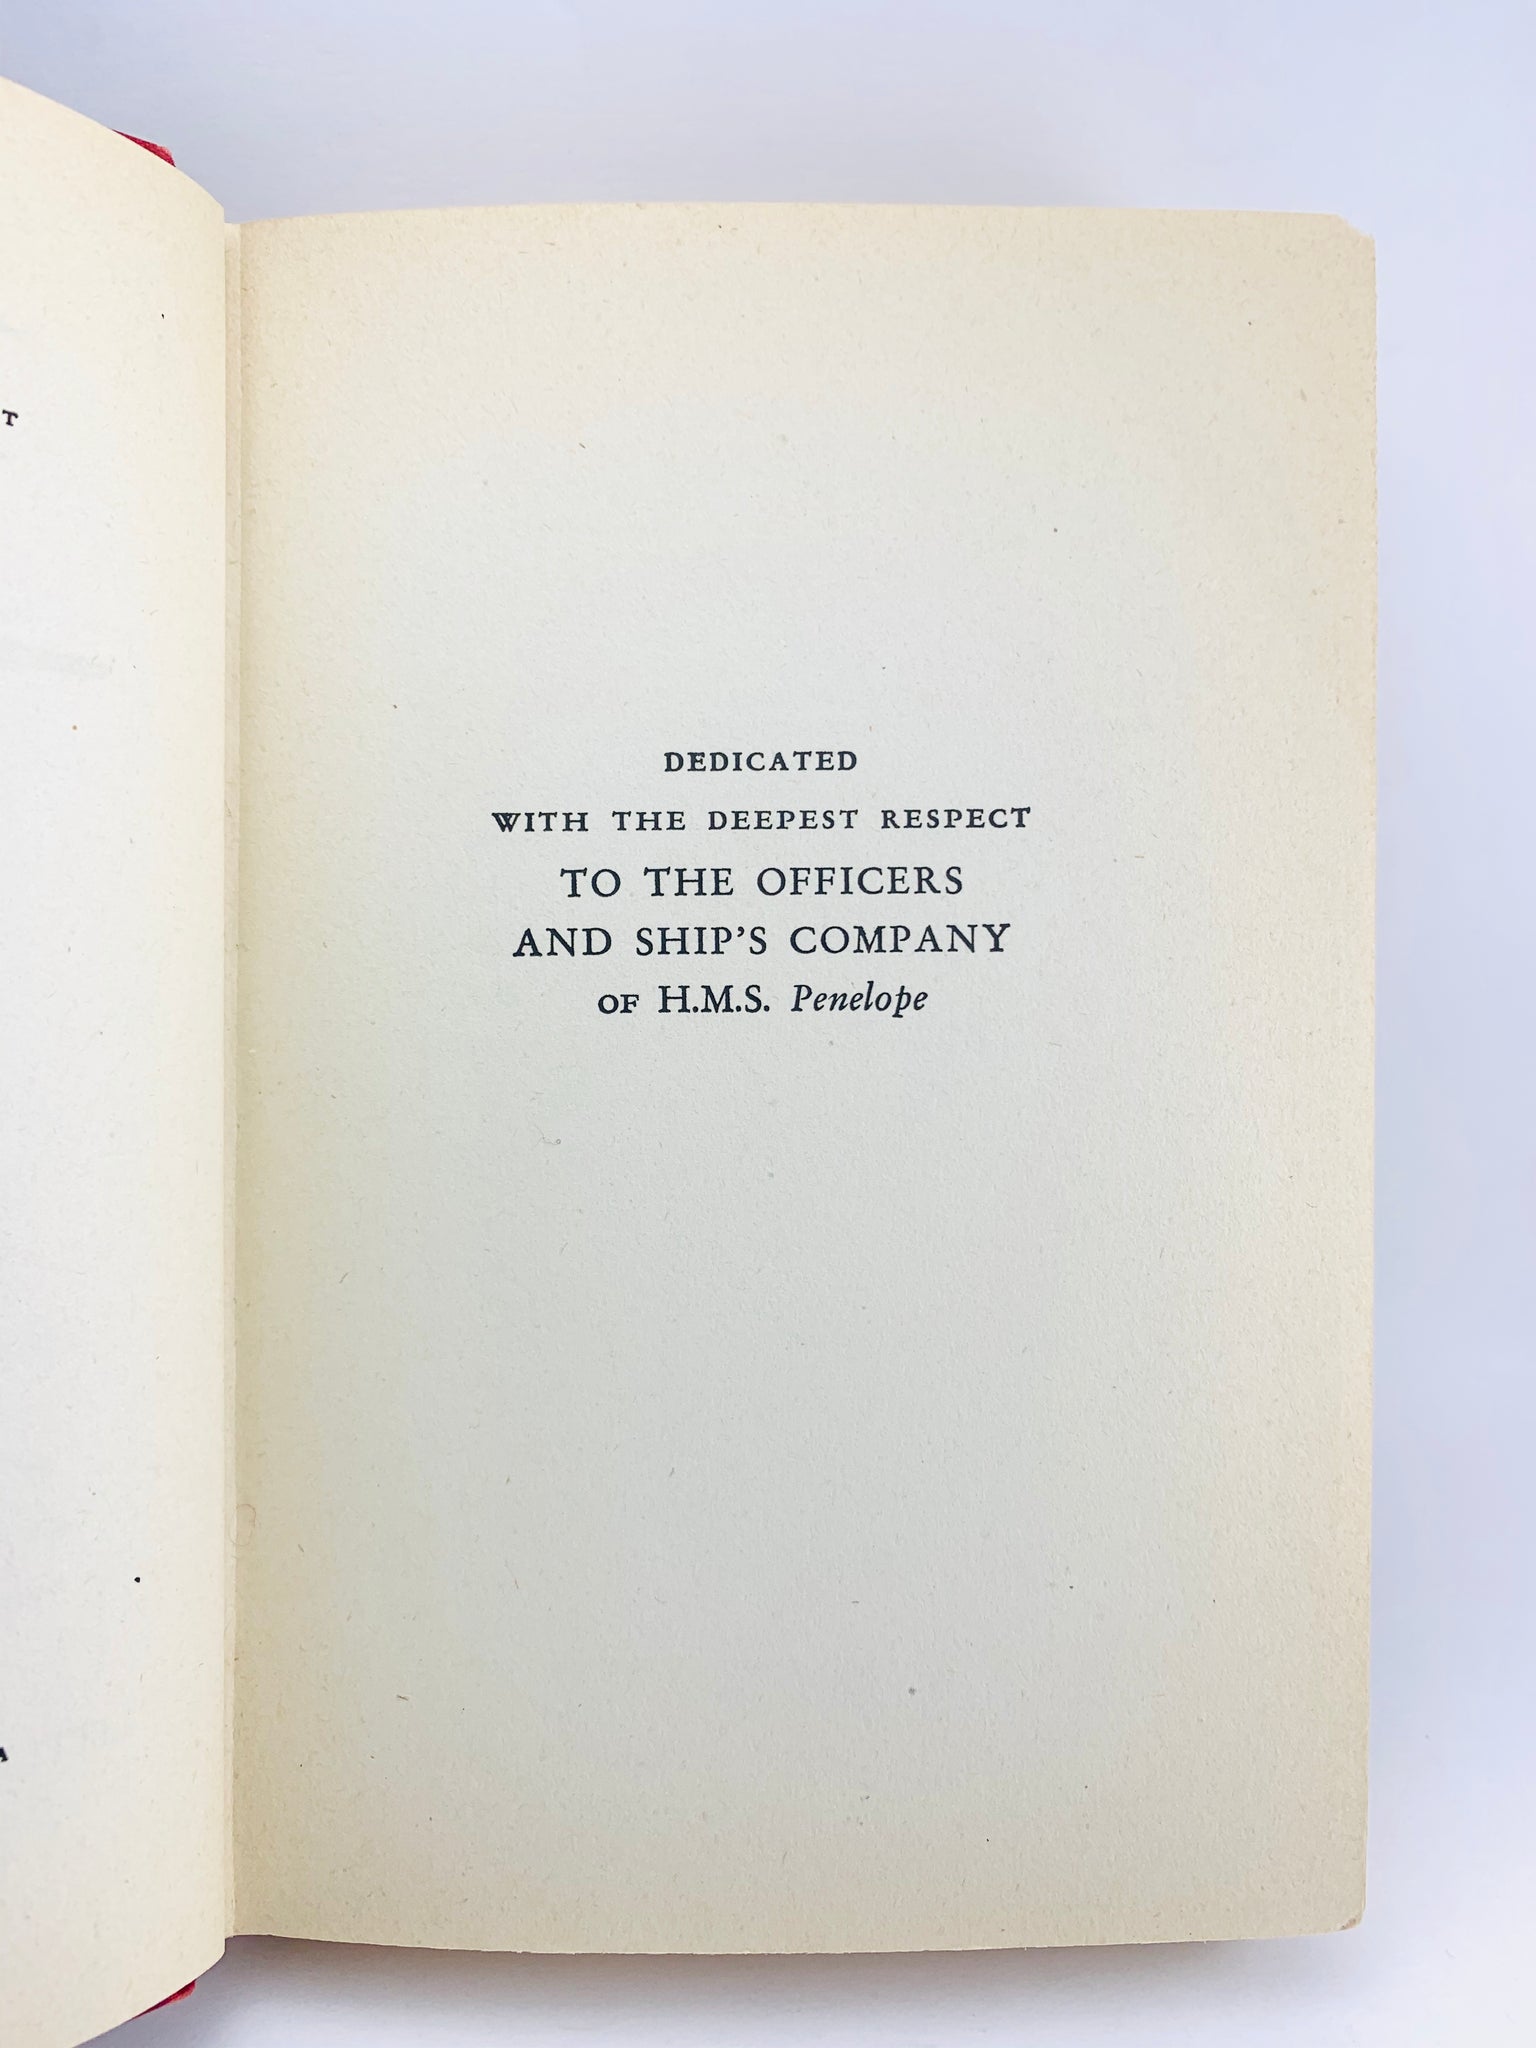 T
DEDICATED
WITH THE DEEPEST RESPECT
TO THE OFFICERS
AND SHIP'S COMPANY
OF H.M.S. Penelope
A